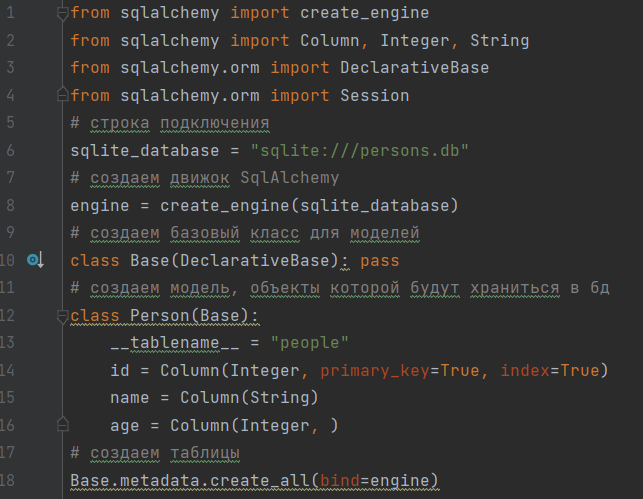 1 from sqlalchemy import create_engine
2 from sqlalchemy import Column, Integer, String
3 from sqlalchemy.orm import DeclarativeBase
4 from sqlalchemy.orm import Session
5 # строка подключения
6 sqlite_database = "sqlite:///persons.db"
7 # создаем движок SqlAlchemy
8 engine = create_engine(sqlite_database)
9 # создаем базовый класс для моделей
10 class Base(DeclarativeBase): pass
11 # создаем модель, объекты которой будут храниться в бд
12 class Person(Base):
13     __tablename__ = "people"
14     id = Column(Integer, primary_key=True, index=True)
15     name = Column(String)
16     age = Column(Integer, )
17 # создаем таблицы
18 Base.metadata.create_all(bind=engine)